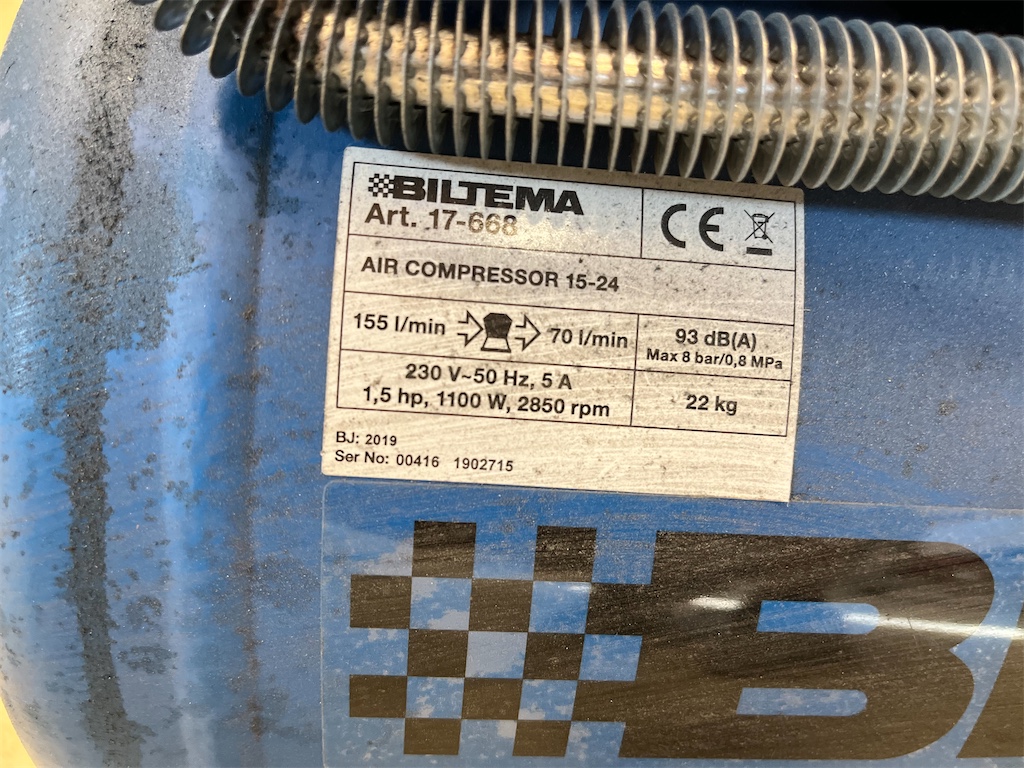 BILTEMA
Art. 17-668
CE
AIR COMPRESSOR 15-24
155 l/min 70 l/min
93 dB(A)
Max 8 bar/0,8 MPa
230 V~50 Hz, 5 A
1,5 hp, 1100 W, 2850 rpm
22 kg
BJ: 2019
Ser No: 00416 1902715
B